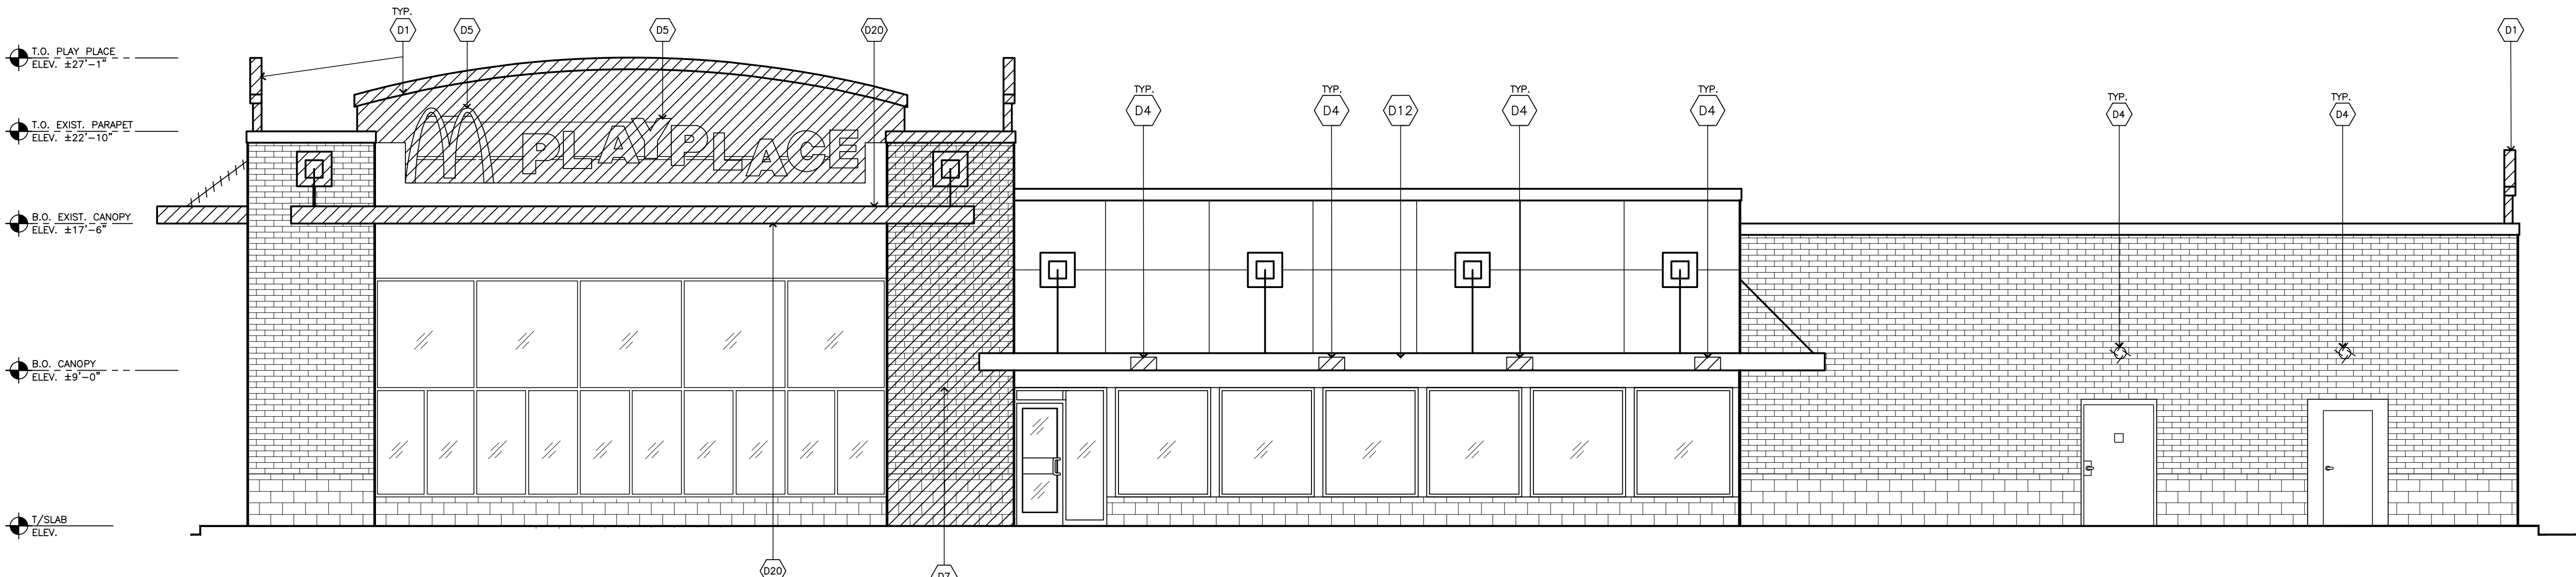 TYP.
D1
D5
D5
D20
D1
T.O. PLAY PLACE
ELEV. ±27'-1"
TYP.
D4
TYP.
D4
D12
TYP.
D4
TYP.
D4
TYP.
D4
TYP.
D4
T.O. EXIST. PARAPET
ELEV. ±22'-10"
PLAYPLACE
B.O. EXIST. CANOPY
ELEV. ±17'-6"
B.O. CANOPY
ELEV. ±9'-0"
T/SLAB
ELEV.
D20
D7